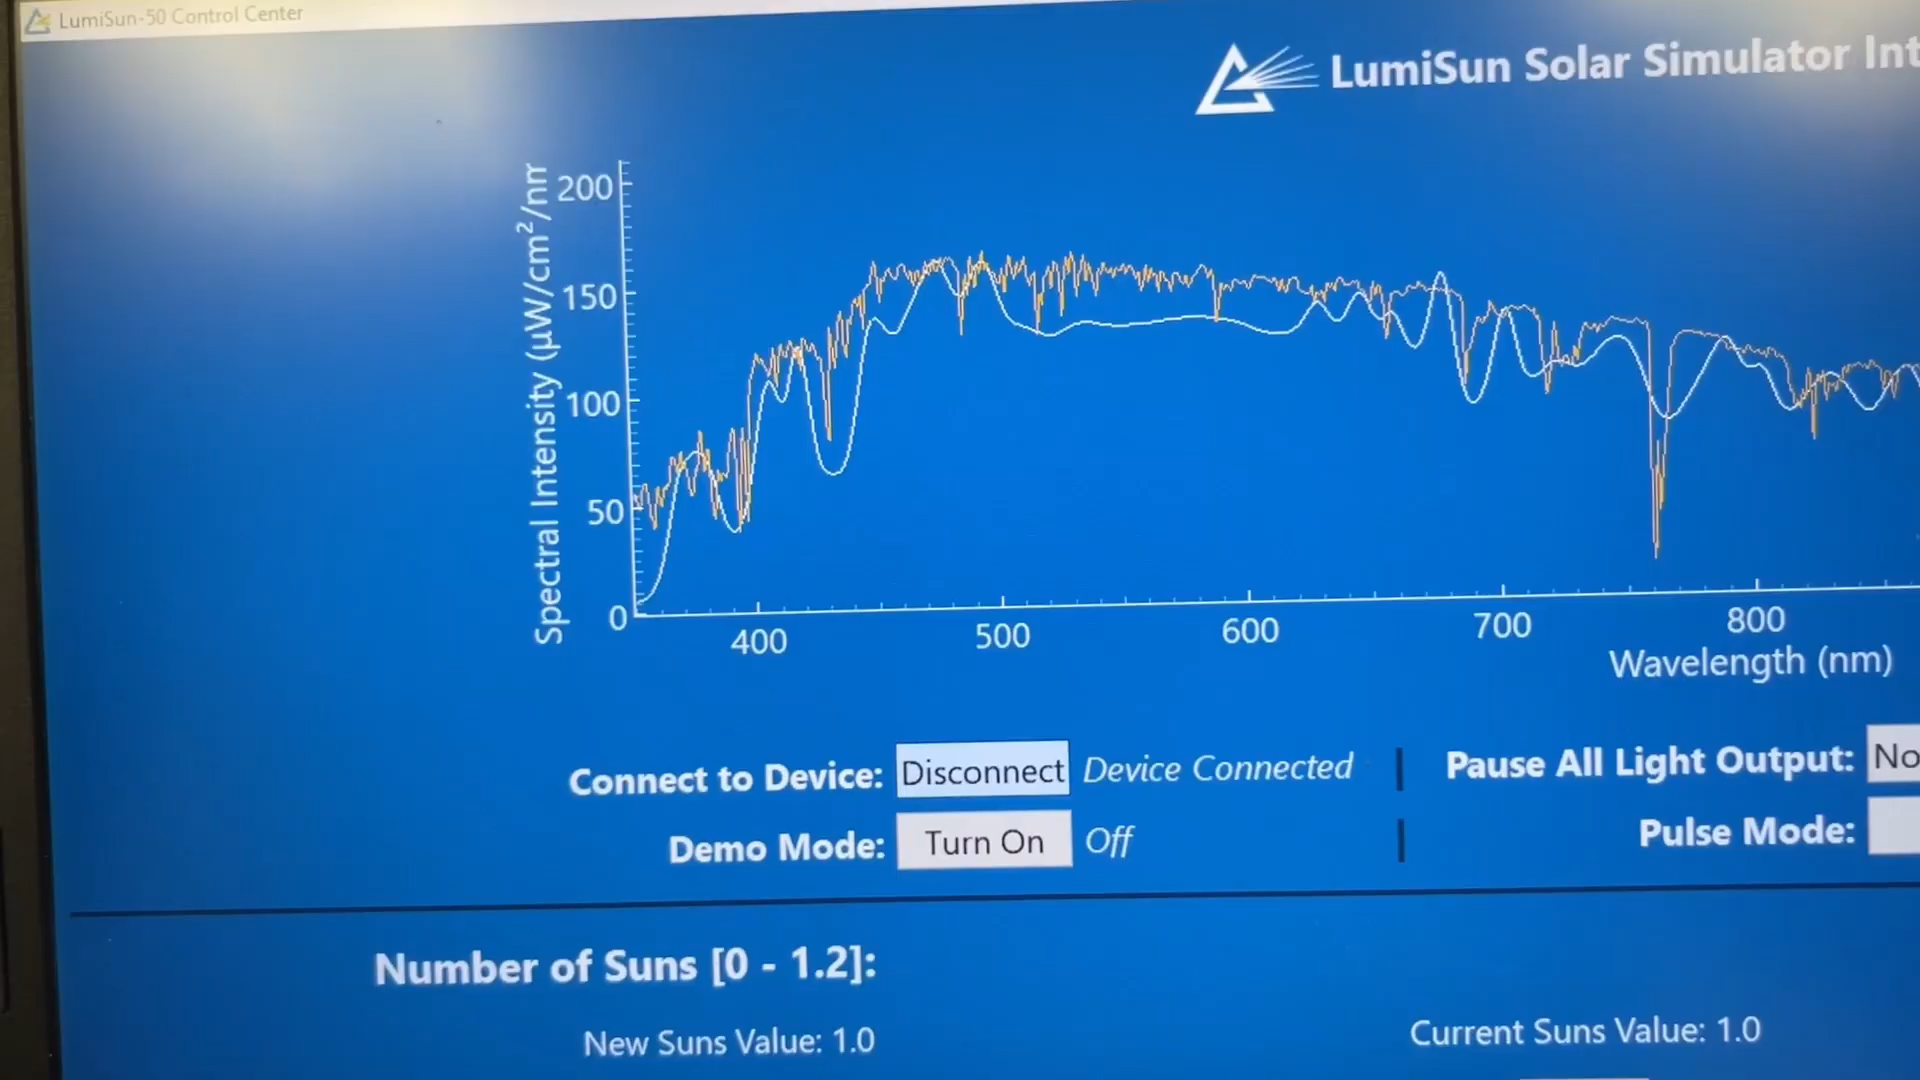 LumiSun-50 Control Center
LumiSun Solar Simulator Int
Spectral Intensity (µW/cm²/nm
200
150
100
50
0
400
500
600
700
800
Wavelength (nm)
Connect to Device: Disconnect Device Connected | Pause All Light Output: No
Demo Mode: Turn On Off | Pulse Mode:
Number of Suns [0 - 1.2]:
New Suns Value: 1.0
Current Suns Value: 1.0